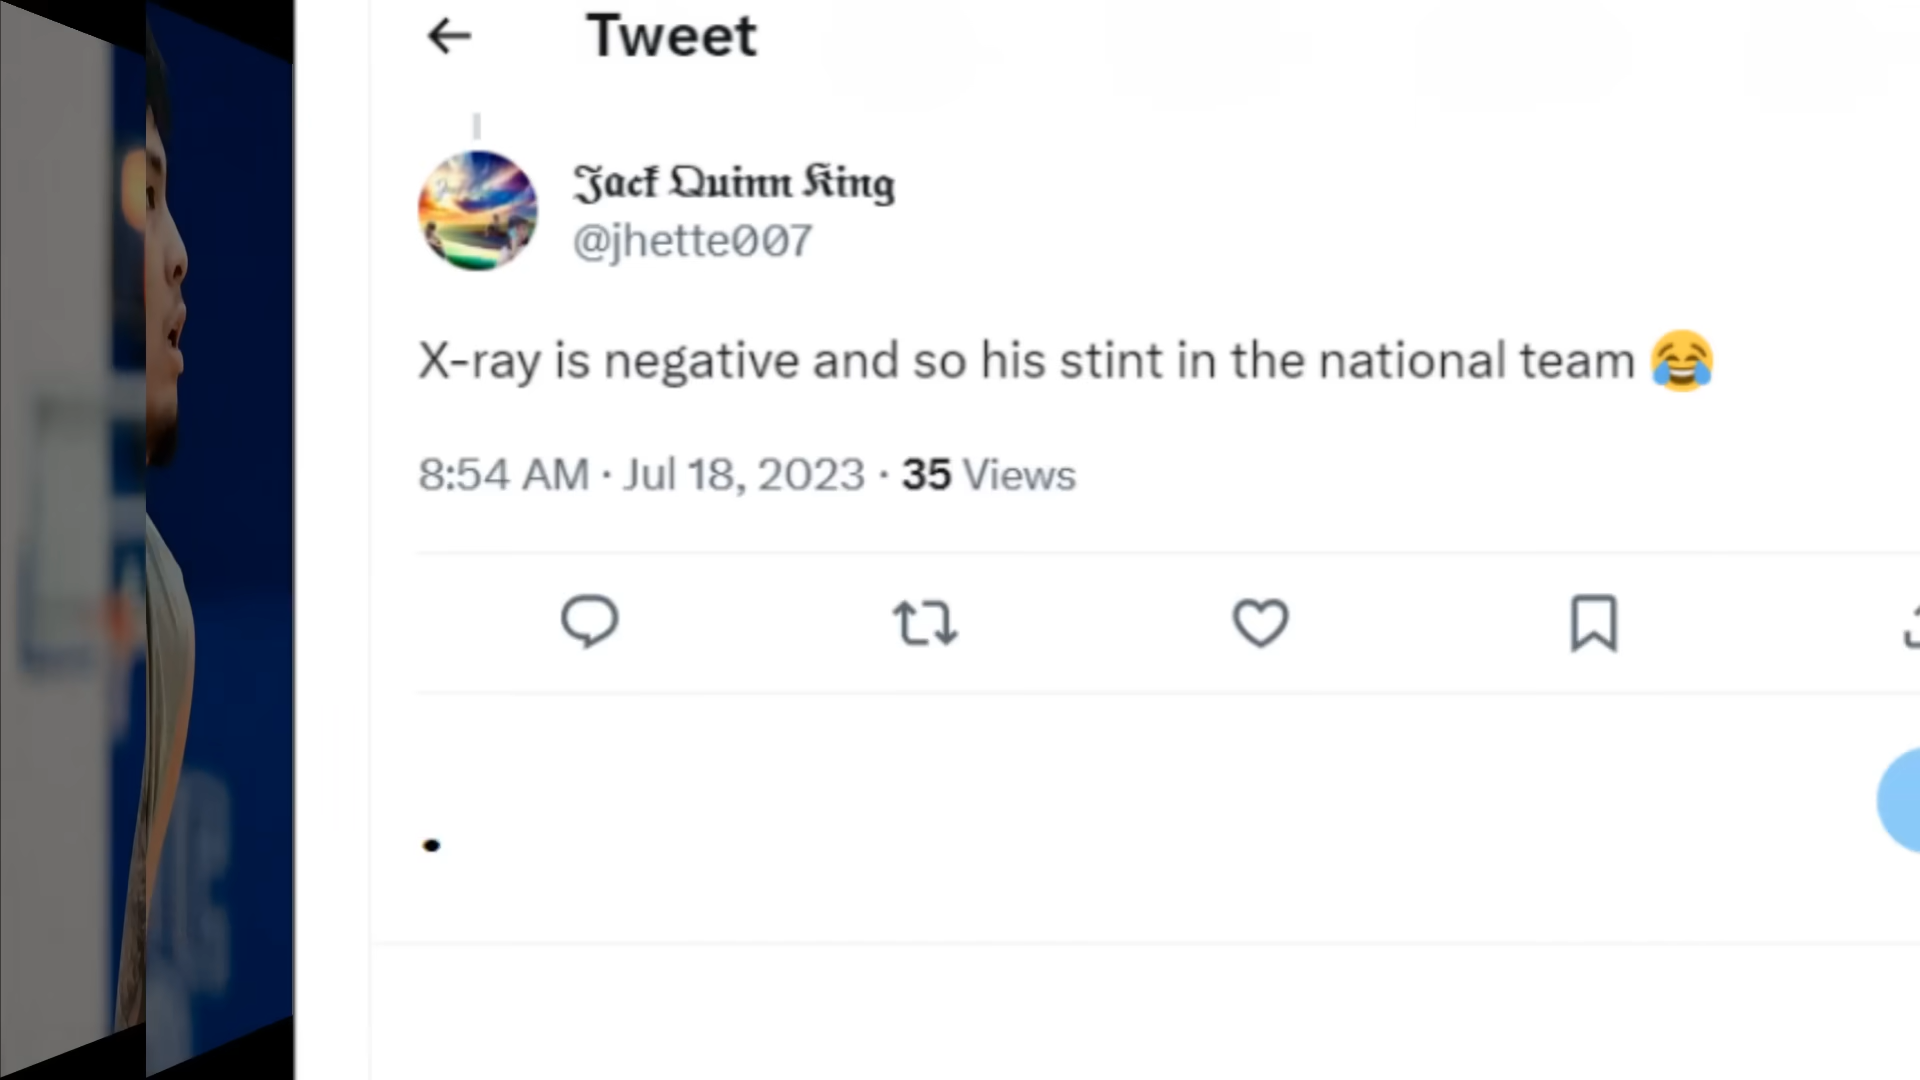 Tweet
Jack Quinn King
@jhette007
X-ray is negative and so his stint in the national team 😂
8:54 AM · Jul 18, 2023 · 35 Views